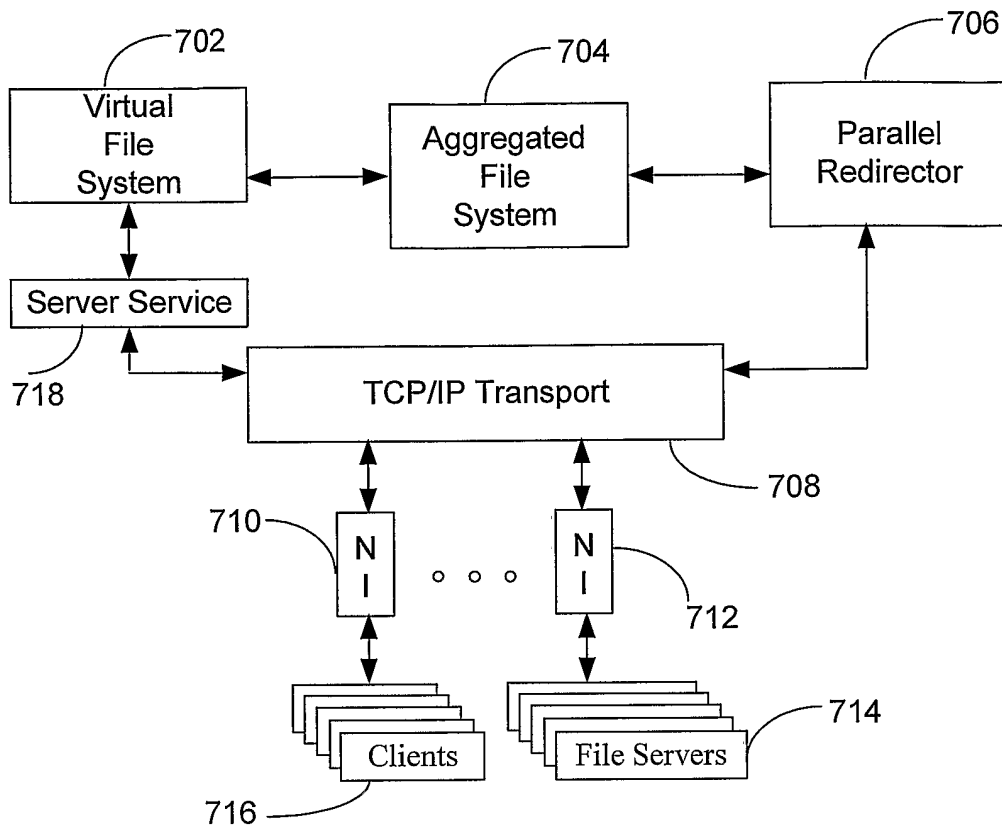 702
704
706
Virtual
File
System
Aggregated
File
System
Parallel
Redirector
Server Service
718
TCP/IP Transport
708
710
N
I
N
I
712
714
Clients
File Servers
716